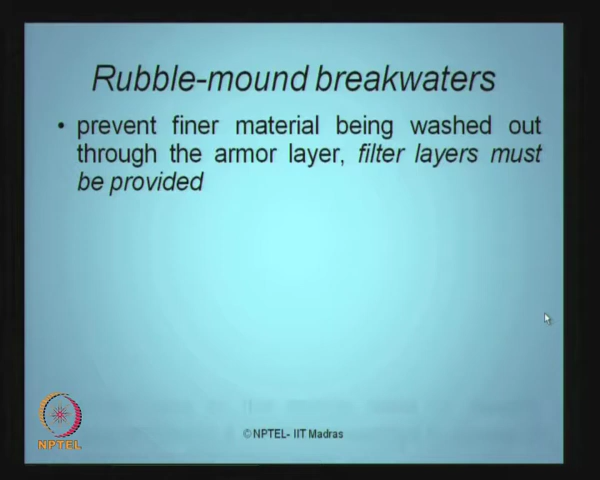 Rubble-mound breakwaters
• prevent finer material being washed out
through the armor layer, filter layers must
be provided
NPTEL
© NPTEL- IIT Madras